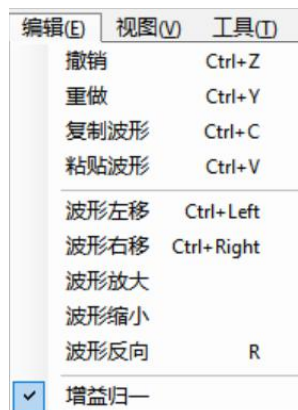 编辑(E) 视图(V) 工具(T)
撤销 Ctrl+Z
重做 Ctrl+Y
复制波形 Ctrl+C
粘贴波形 Ctrl+V
波形左移 Ctrl+Left
波形右移 Ctrl+Right
波形放大
波形缩小
波形反向 R
增益归一